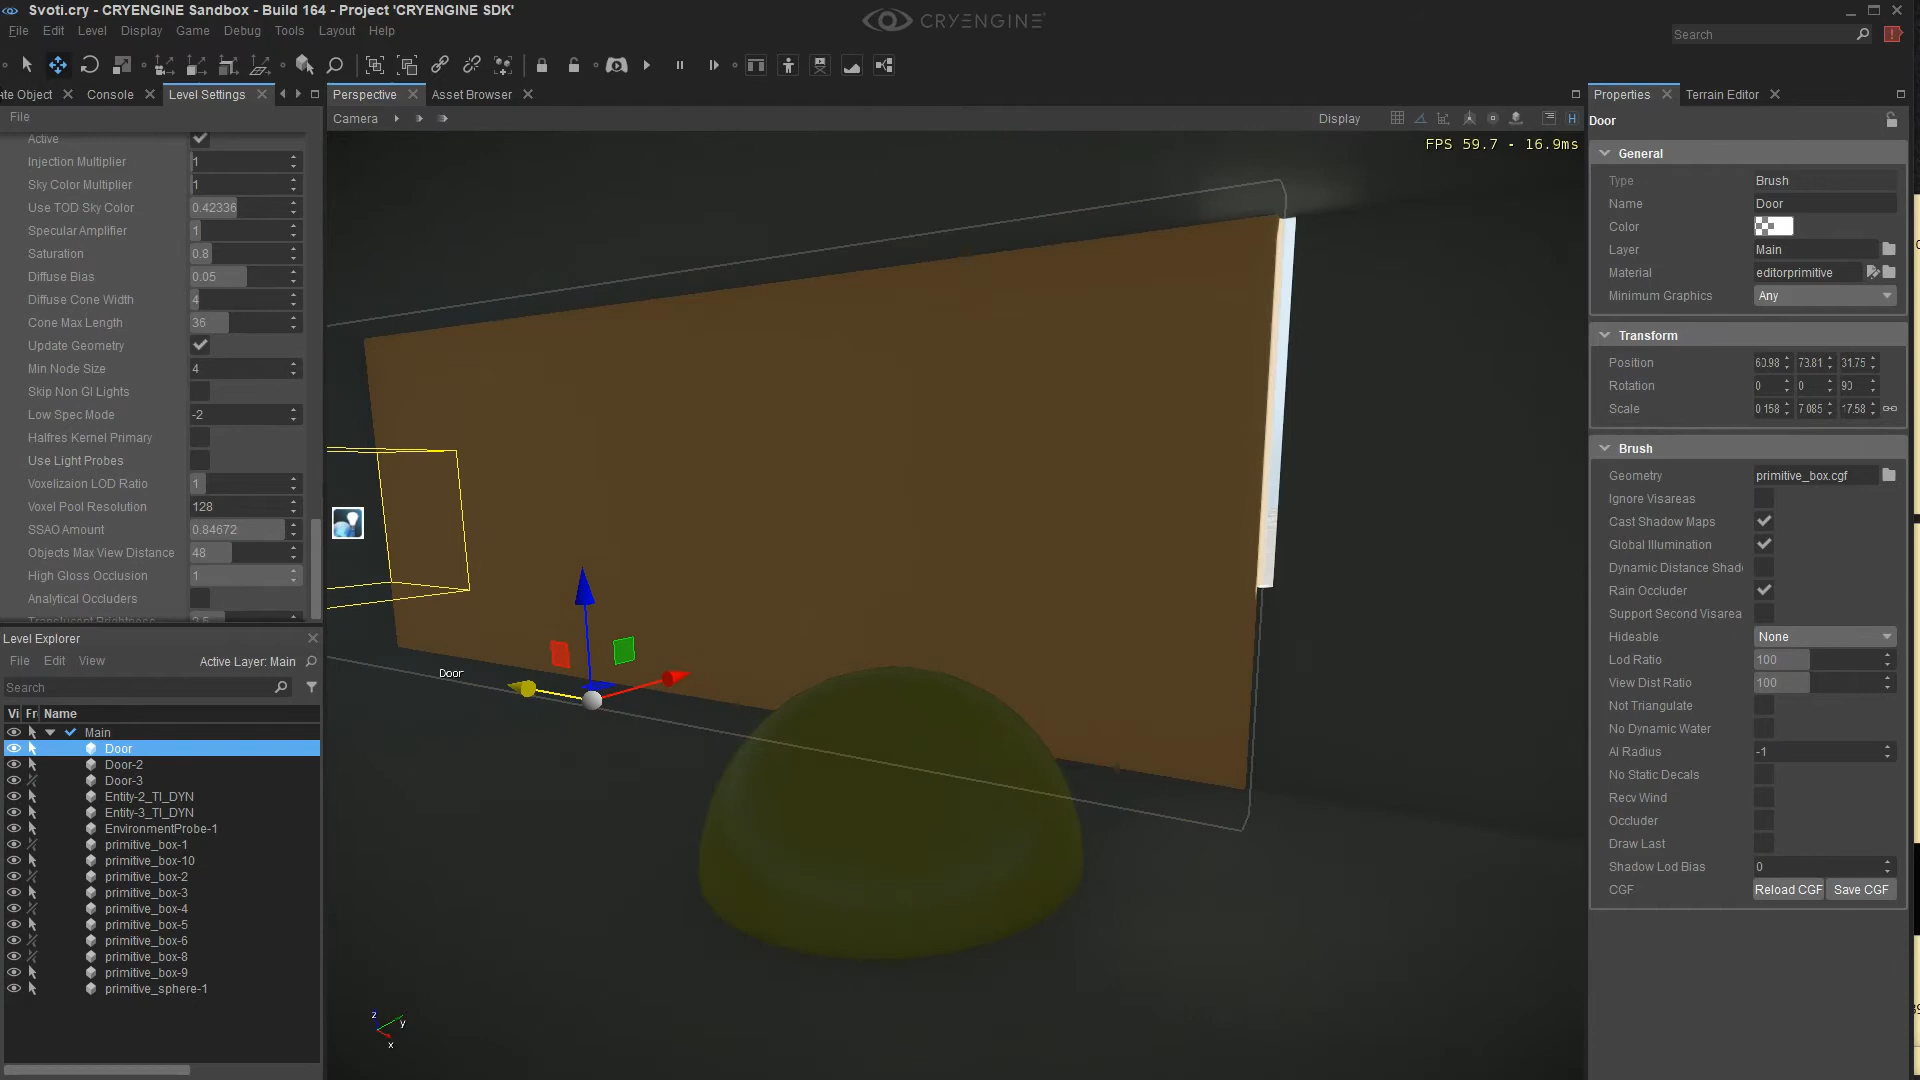 Svoti.cry - CRYENGINE Sandbox - Build 164 - Project 'CRYENGINE SDK'
CRYENGINE
File Edit Level Display Game Debug Tools Layout Help
Search
te Object Console Level Settings
Perspective Asset Browser
Properties Terrain Editor
File
Camera
Display
H
FPS 59.7 - 16.9ms
Active
Injection Multiplier 1
Sky Color Multiplier 1
Use TOD Sky Color 0.42336
Specular Amplifier 1
Saturation 0.8
Diffuse Bias 0.05
Diffuse Cone Width 4
Cone Max Length 36
Update Geometry
Min Node Size 4
Skip Non GI Lights
Low Spec Mode -2
Halfres Kernel Primary
Use Light Probes
Voxelizaion LOD Ratio 1
Voxel Pool Resolution 128
SSAO Amount 0.84672
Objects Max View Distance 48
High Gloss Occlusion 1
Analytical Occluders
Translucent Brightness 2.5
Level Explorer
File Edit View Active Layer: Main
Search
Vi Fr Name
Main
Door
Door-2
Door-3
Entity-2_TI_DYN
Entity-3_TI_DYN
EnvironmentProbe-1
primitive_box-1
primitive_box-10
primitive_box-2
primitive_box-3
primitive_box-4
primitive_box-5
primitive_box-6
primitive_box-8
primitive_box-9
primitive_sphere-1
Door
z
y
x
Door
General
Type Brush
Name Door
Color
Layer Main
Material editorprimitive
Minimum Graphics Any
Transform
Position 60.98 73.81 31.75
Rotation 0 0 90
Scale 0.158 7.085 17.58
Brush
Geometry primitive_box.cgf
Ignore Visareas
Cast Shadow Maps
Global Illumination
Dynamic Distance Shad
Rain Occluder
Support Second Visarea
Hideable None
Lod Ratio 100
View Dist Ratio 100
Not Triangulate
No Dynamic Water
AI Radius -1
No Static Decals
Recv Wind
Occluder
Draw Last
Shadow Lod Bias 0
CGF Reload CGF Save CGF